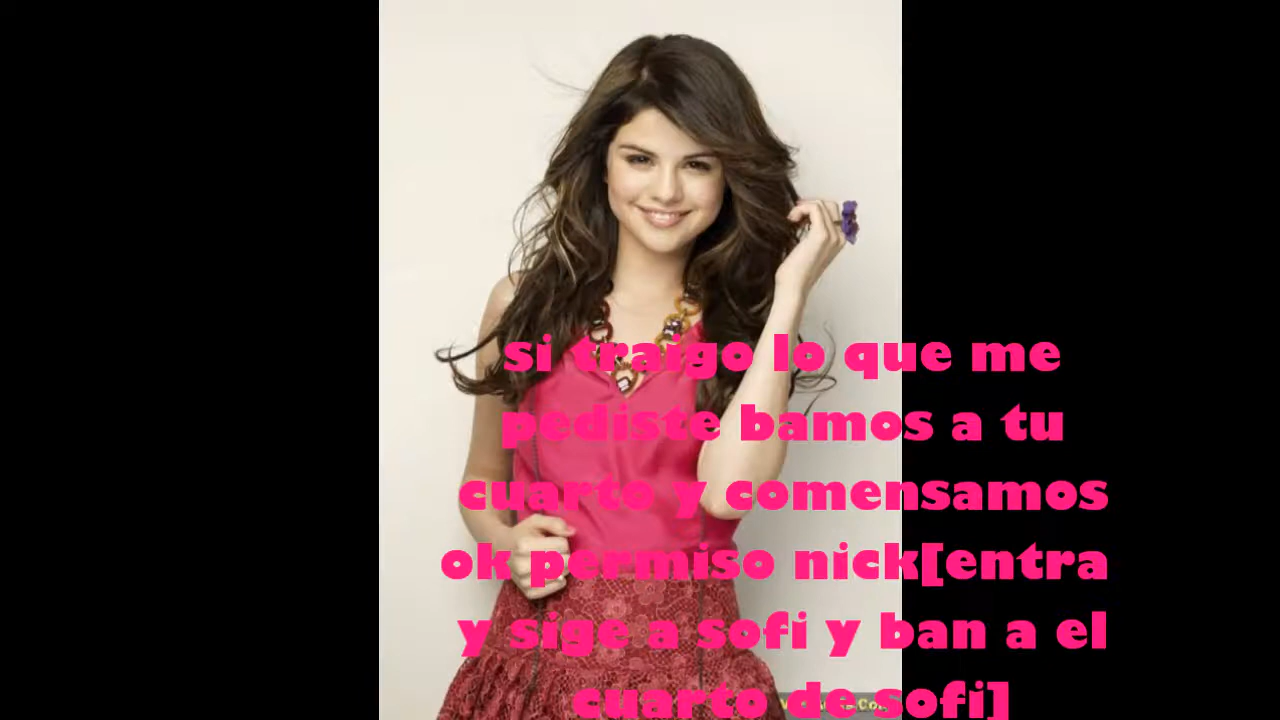 si traigo lo que me
pediste bamos a tu
cuarto y comensamos
ok permiso nick[entra
y sige a sofi y ban a el
cuarto de sofi]